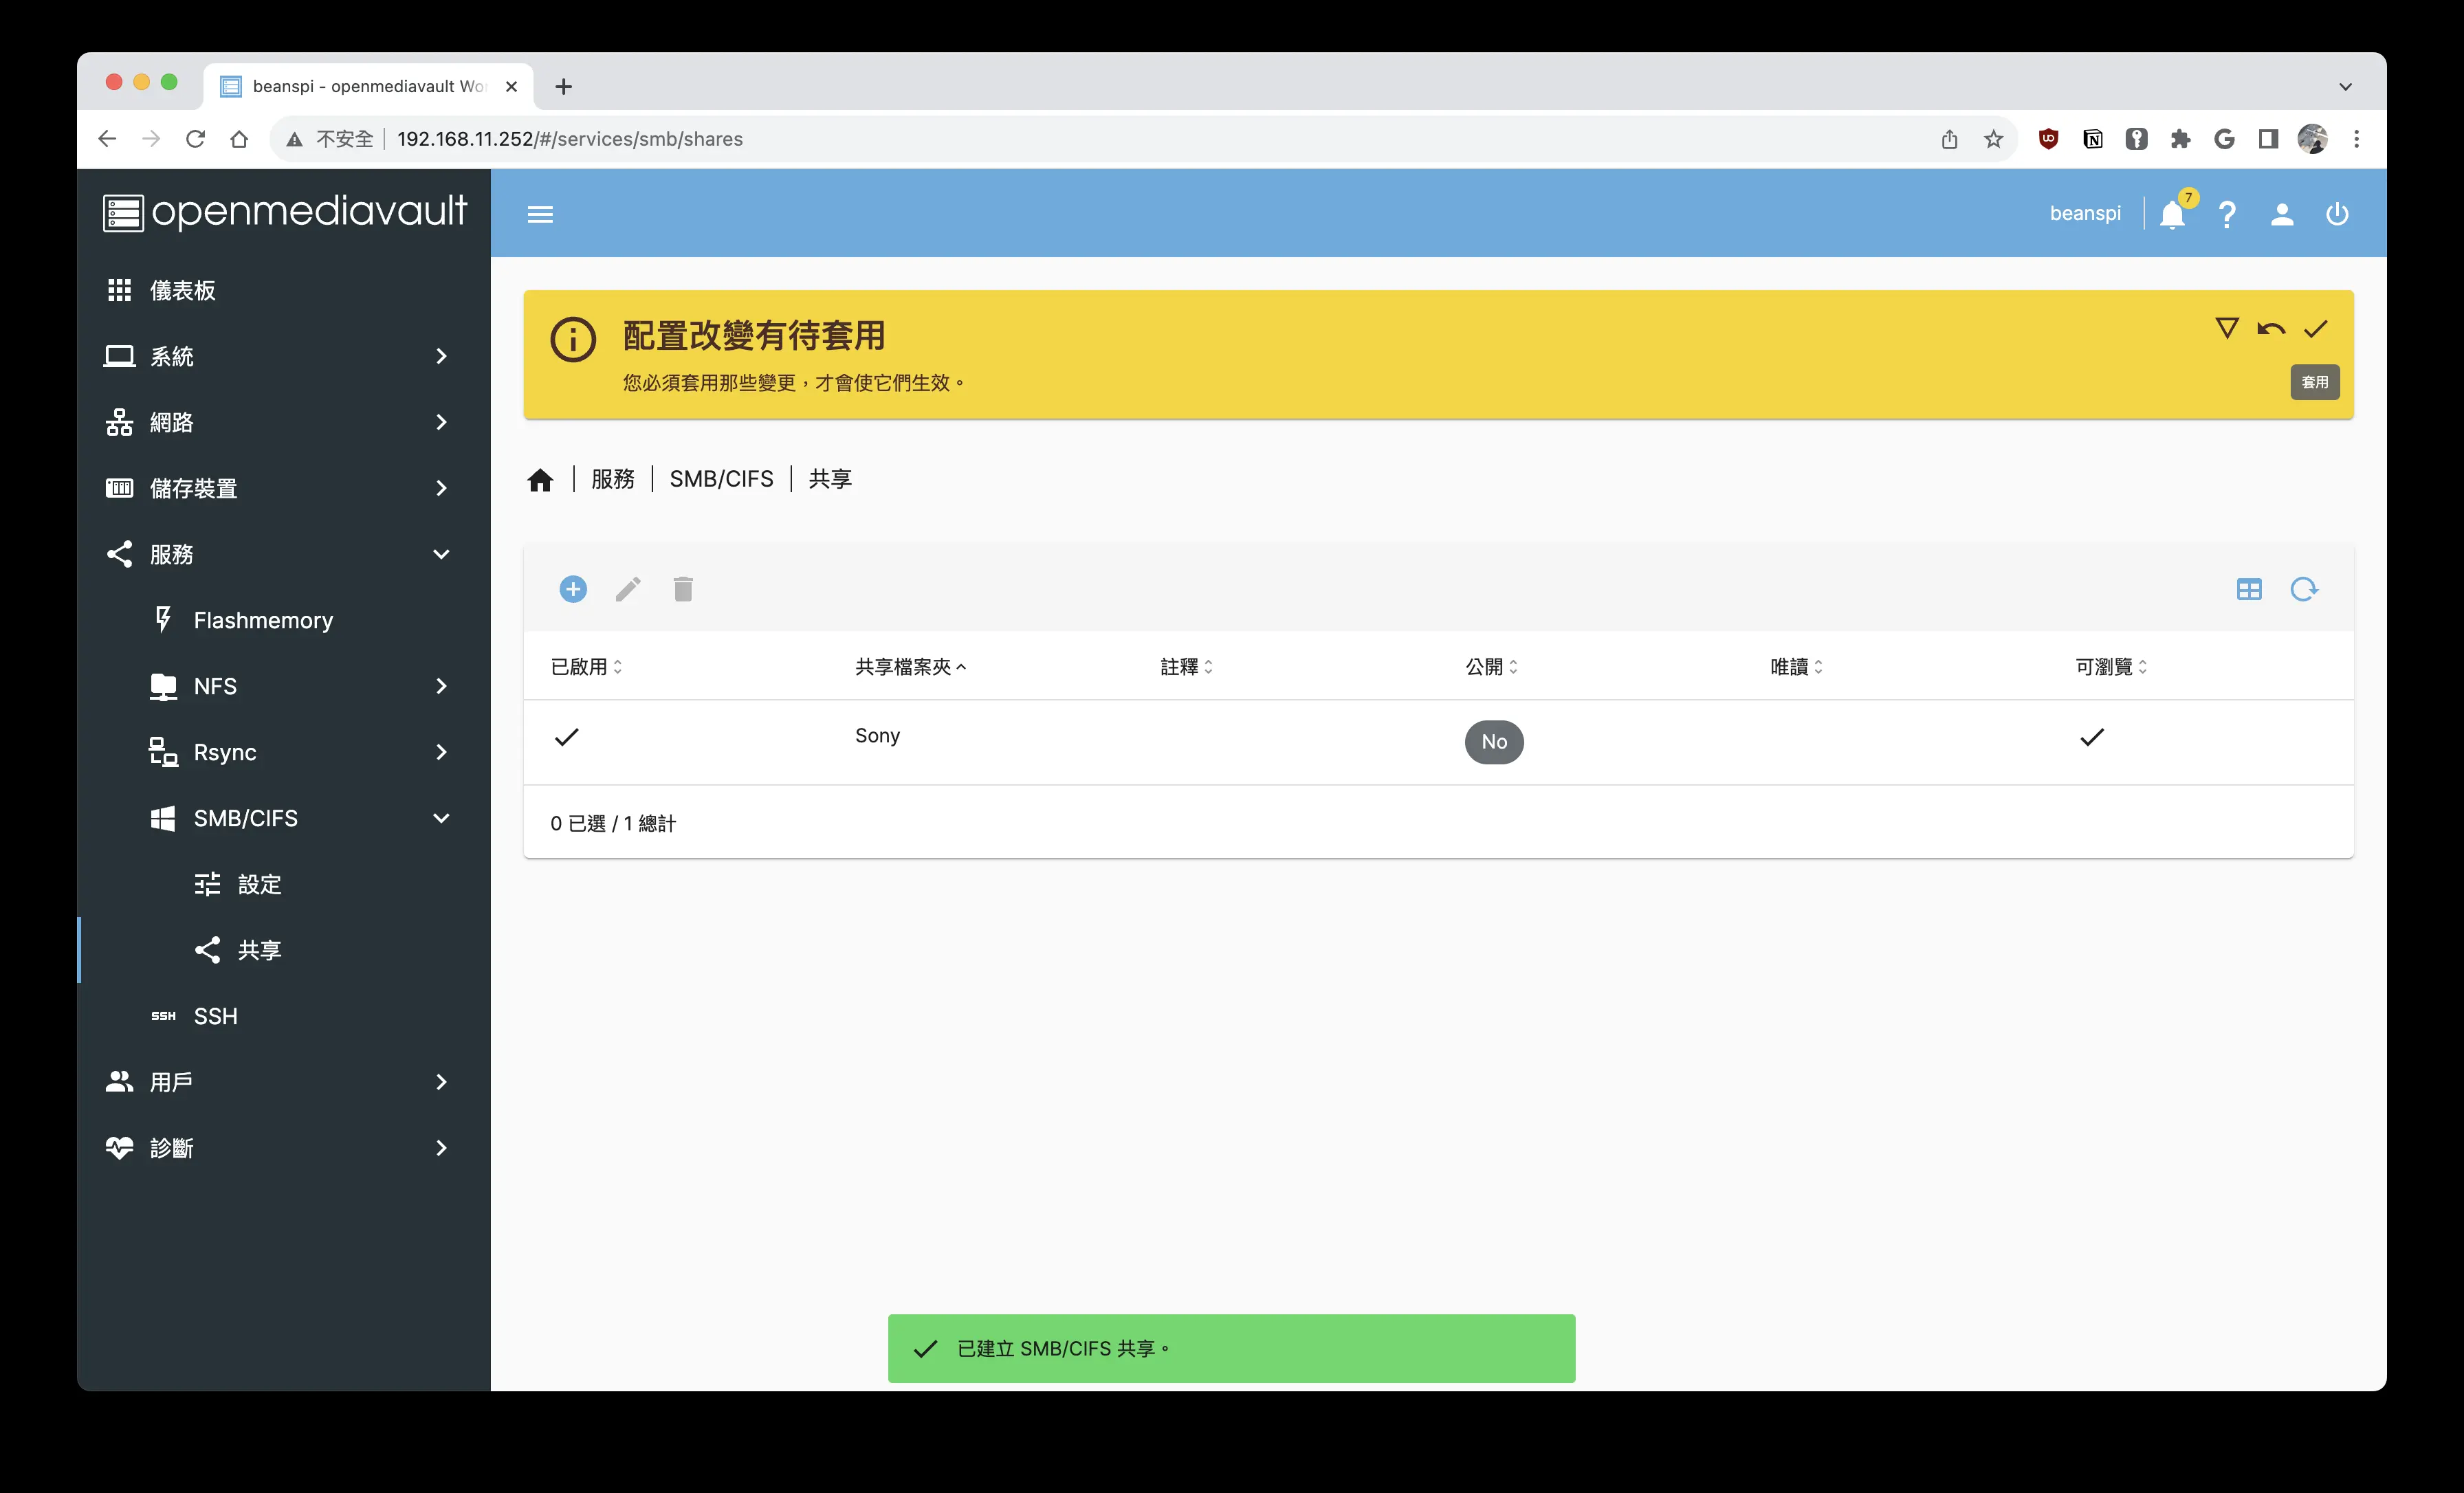 beanspi - openmediavault Wo
不安全 192.168.11.252/#/services/smb/shares
openmediavault
beanspi
7
儀表板
系統
網路
儲存裝置
服務
Flashmemory
NFS
Rsync
SMB/CIFS
設定
共享
SSH SSH
用戶
診斷
配置改變有待套用
您必須套用那些變更，才會使它們生效。
套用
服務 SMB/CIFS 共享
已啟用 共享檔案夾 註釋 公開 唯讀 可瀏覽
Sony No
0 已選 / 1 總計
已建立 SMB/CIFS 共享。